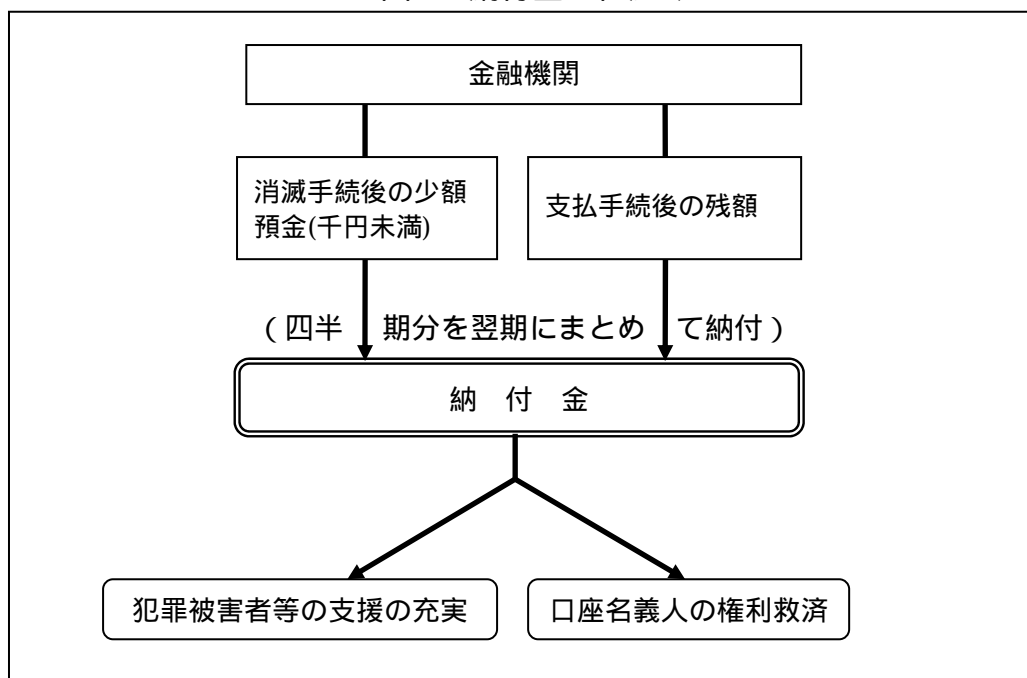 金融機関
消滅手続後の少額
預金(千円未満)
支払手続後の残額
(四半期分を翌期にまとめて納付)
納 付 金
犯罪被害者等の支援の充実
口座名義人の権利救済